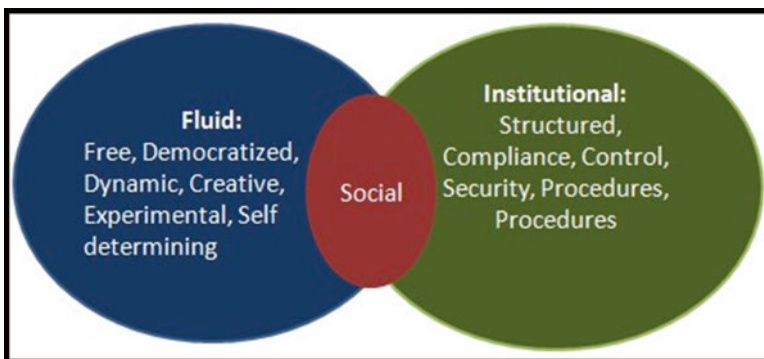 Fluid:
Free, Democratized,
Dynamic, Creative,
Experimental, Self
determining
Social
Institutional:
Structured,
Compliance, Control,
Security, Procedures,
Procedures